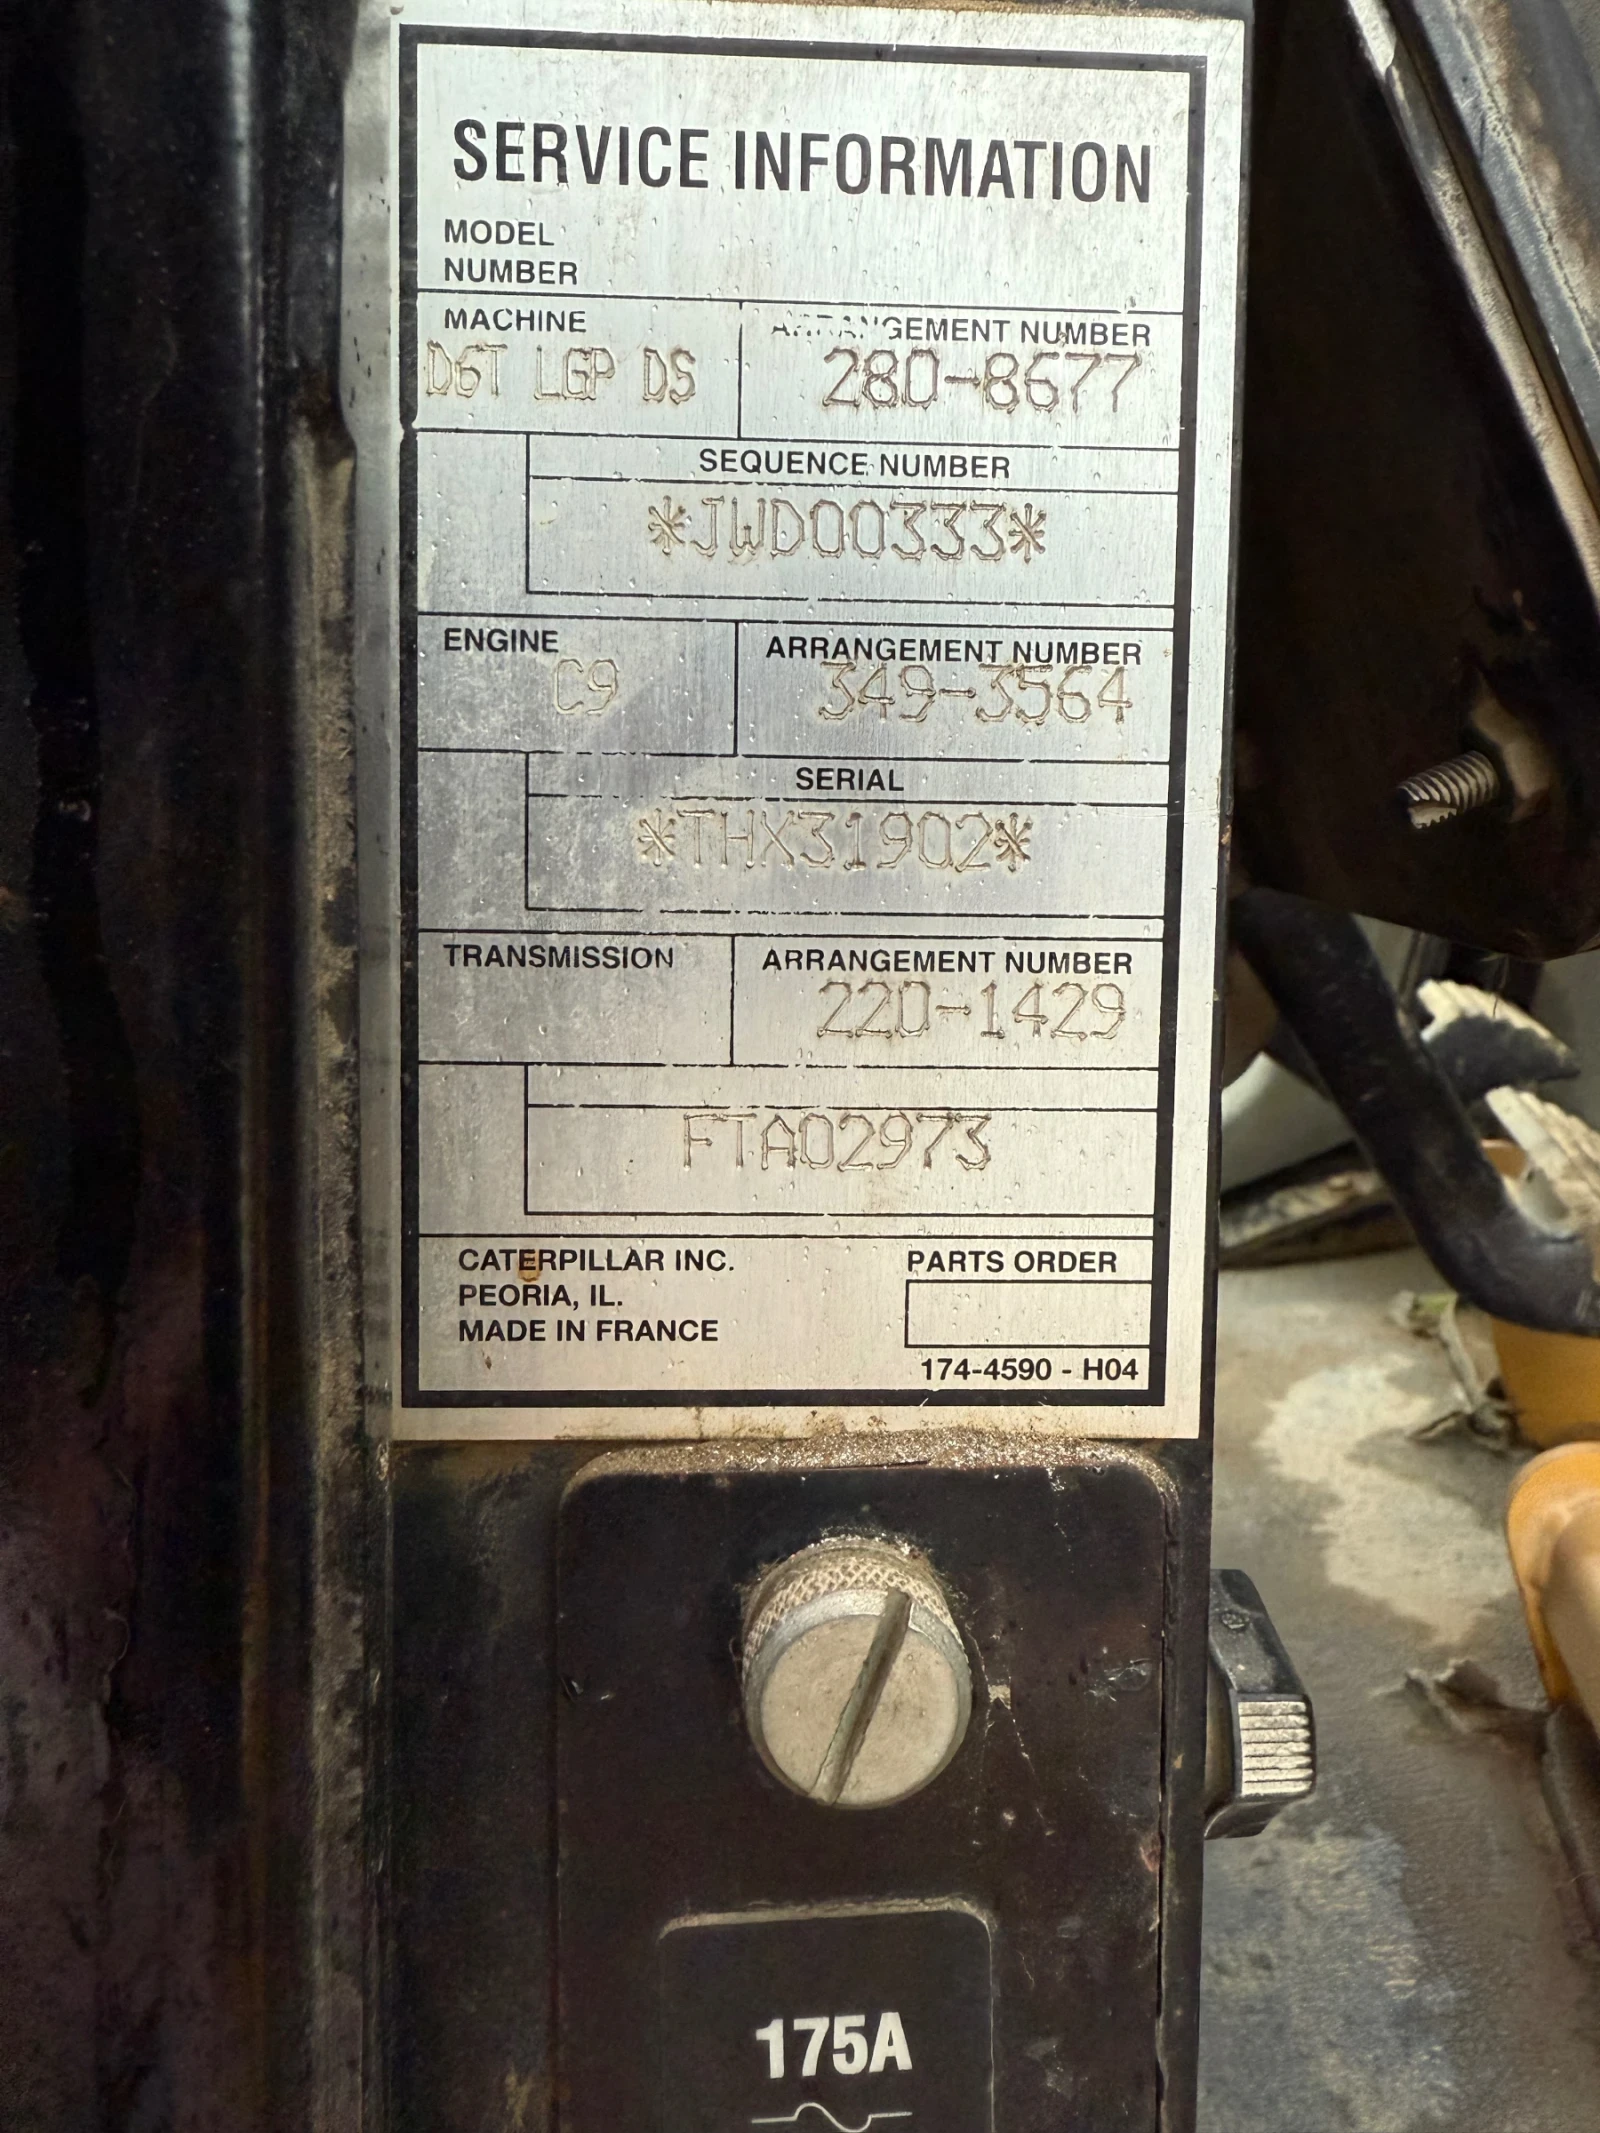 SERVICE INFORMATION
MODEL
NUMBER
MACHINE
ARRANGEMENT NUMBER
D6T LGP DS
280-8677
SEQUENCE NUMBER
*JWD00333*
ENGINE
ARRANGEMENT NUMBER
C9
349-3564
SERIAL
*THX31902*
TRANSMISSION
ARRANGEMENT NUMBER
220-1429
FTA02973
CATERPILLAR INC.
PEORIA, IL.
MADE IN FRANCE
PARTS ORDER
174-4590 - H04
175A